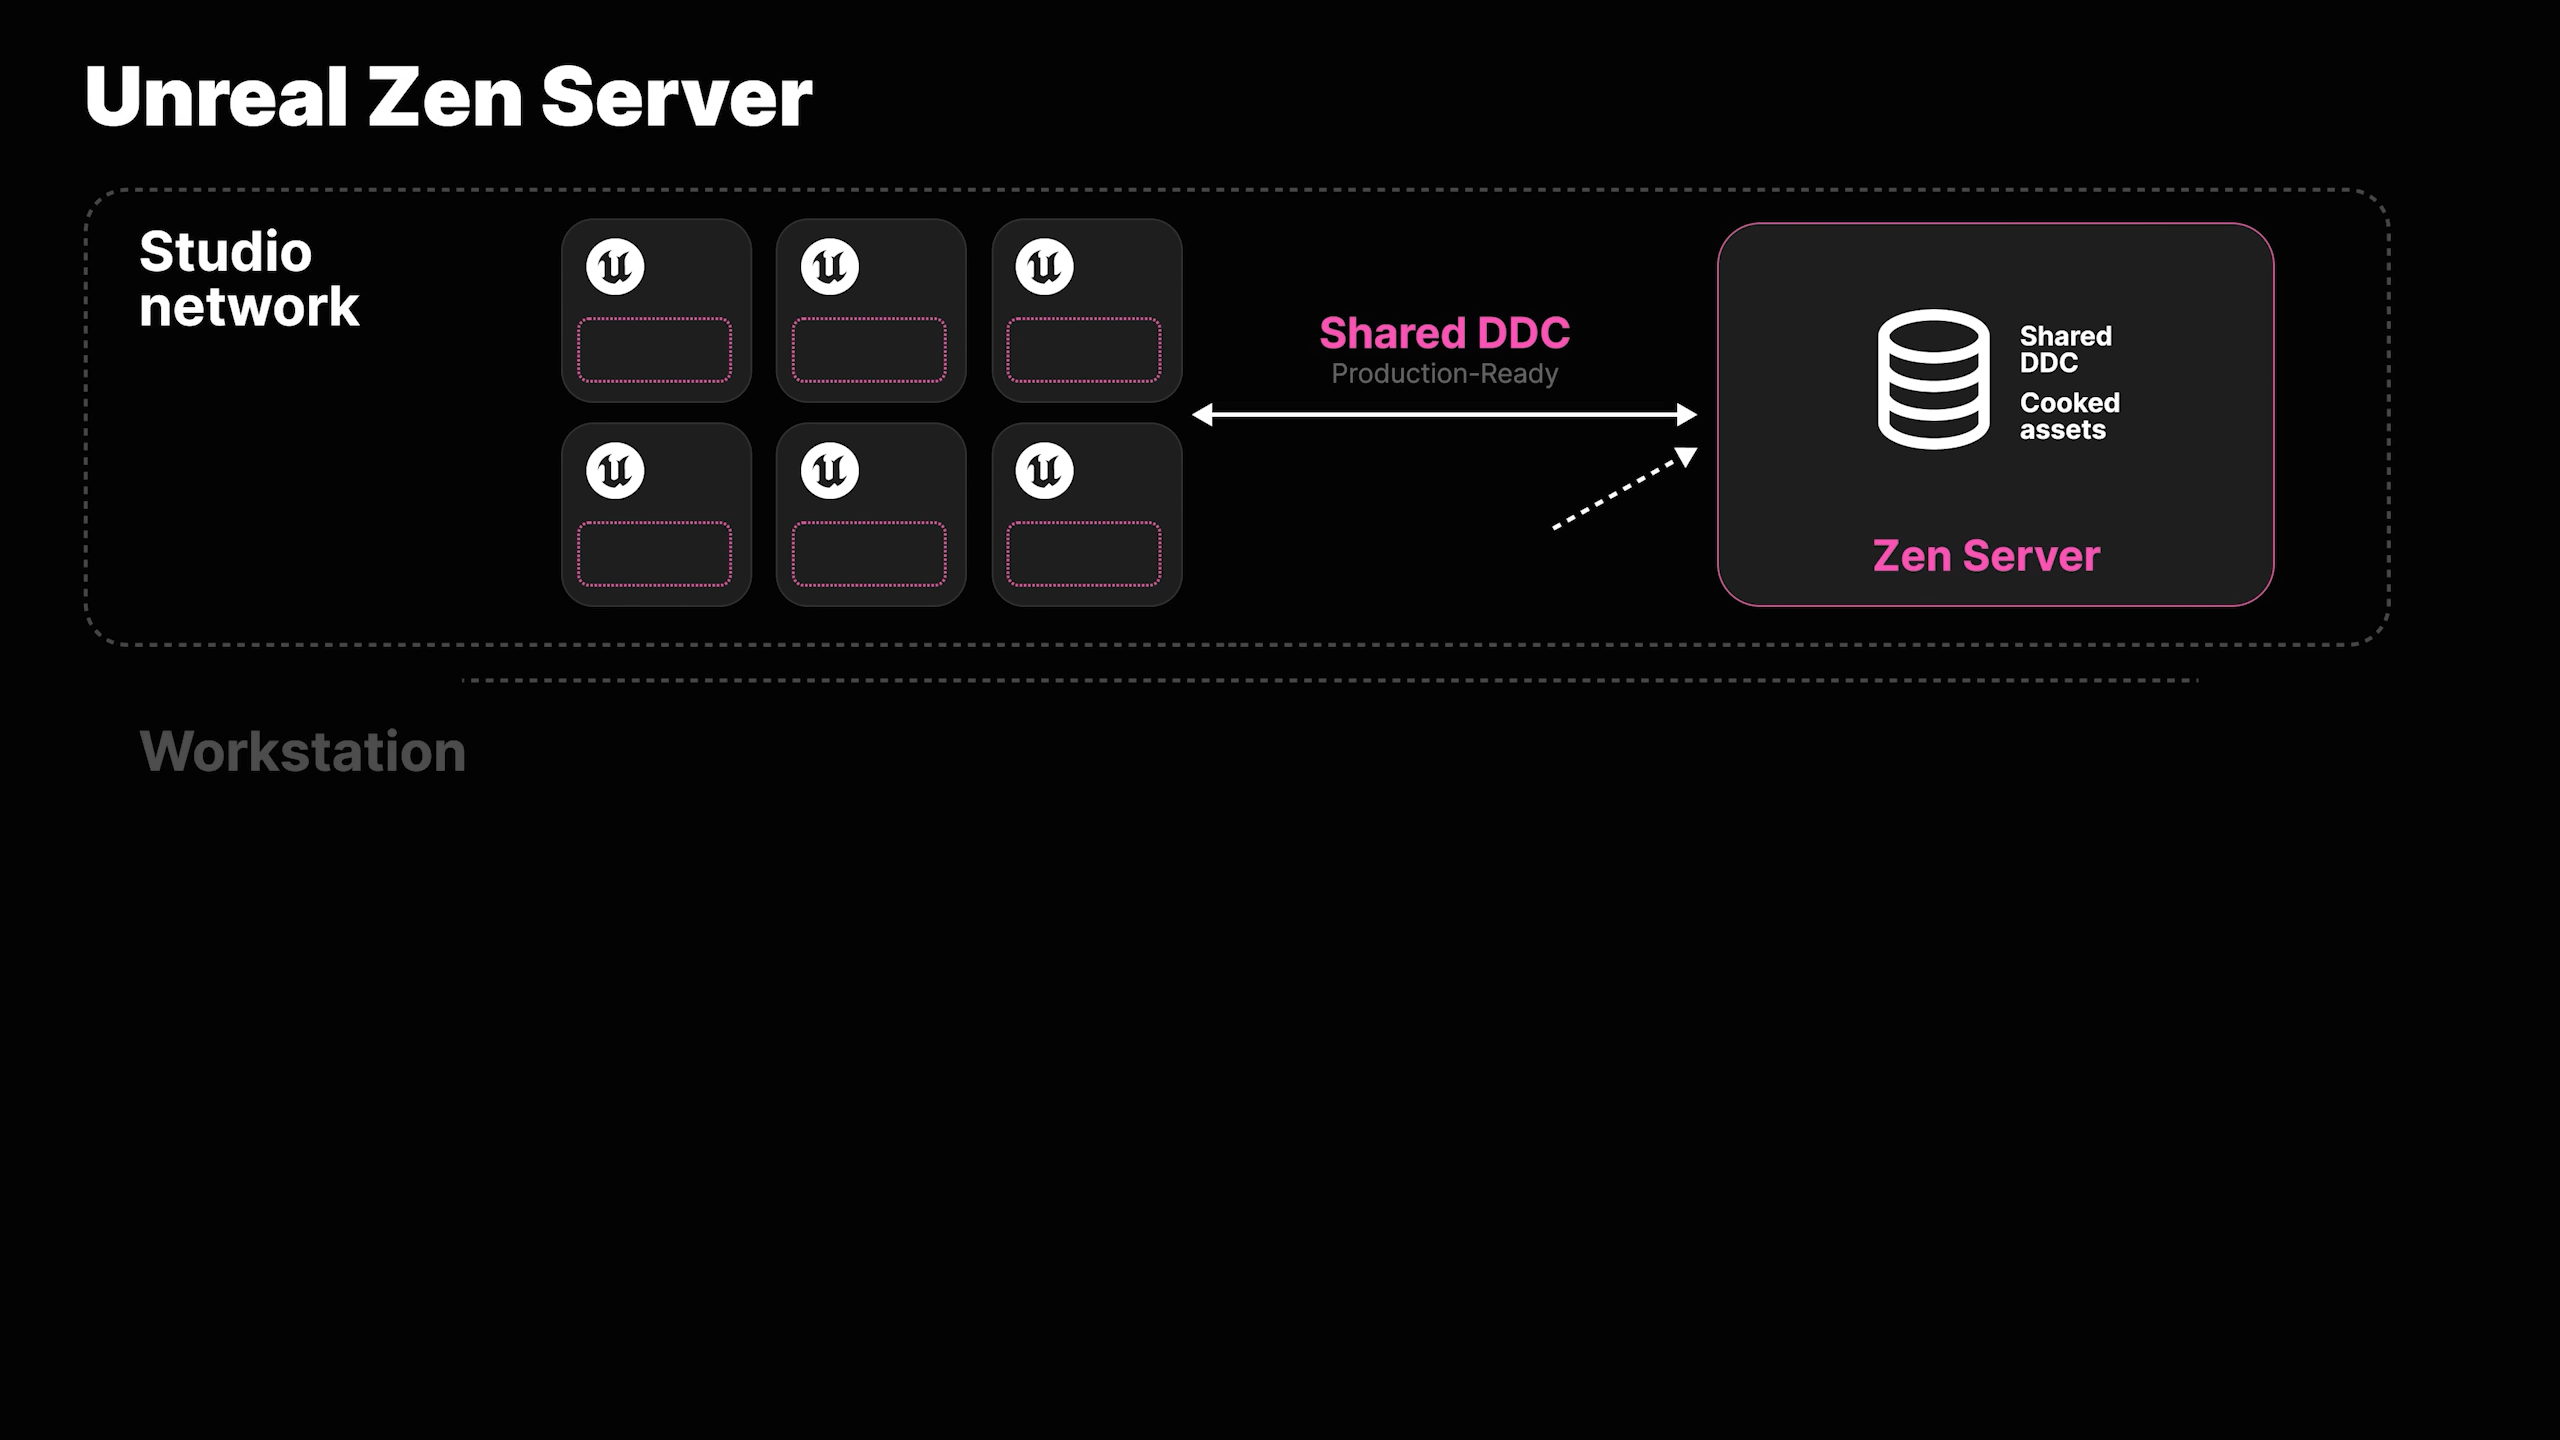 Unreal Zen Server
Studio
network
Shared DDC
Production-Ready
Shared
DDC
Cooked
assets
Zen Server
Workstation